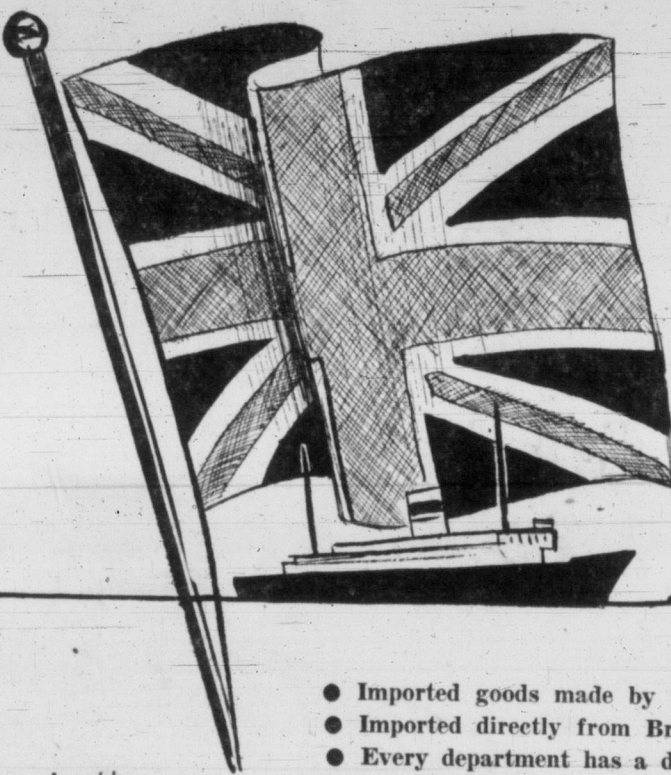 ● Imported goods made by
● Imported directly from
● Every department has a